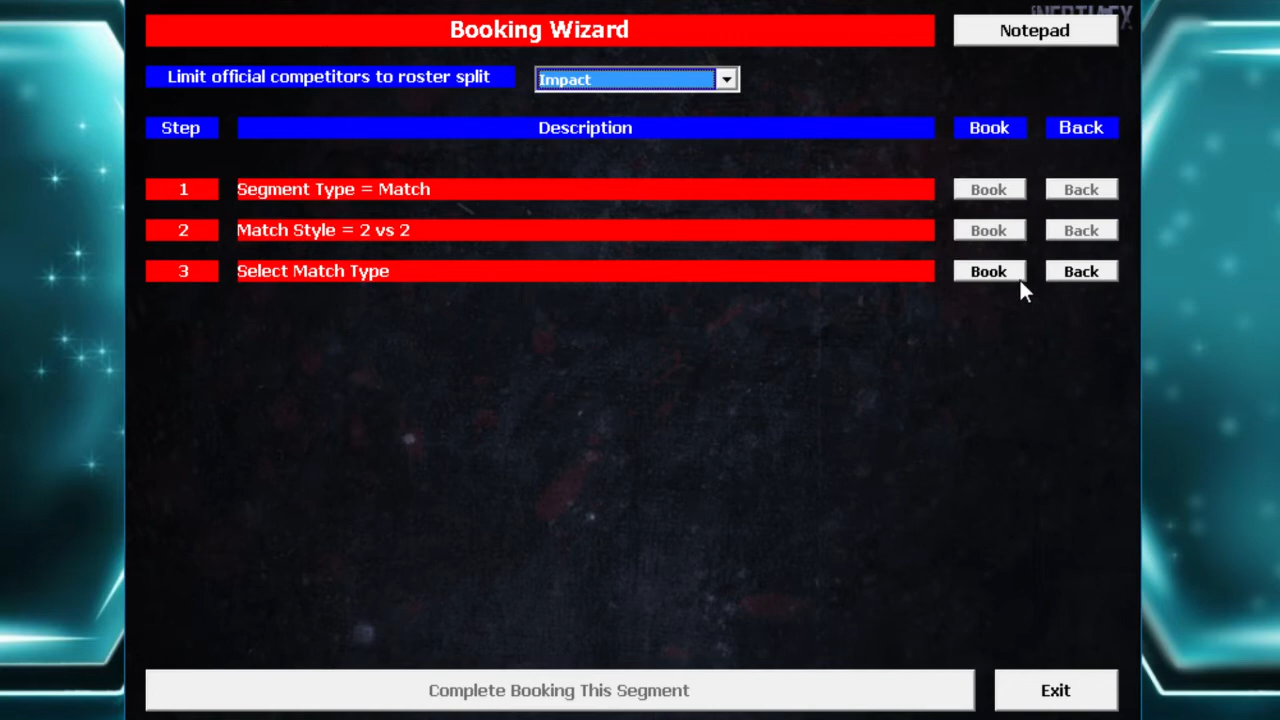 Booking Wizard
Notepad
Limit official competitors to roster split
Impact
Step Description Book Back
1 Segment Type = Match Book Back
2 Match Style = 2 vs 2 Book Back
3 Select Match Type Book Back
Complete Booking This Segment
Exit